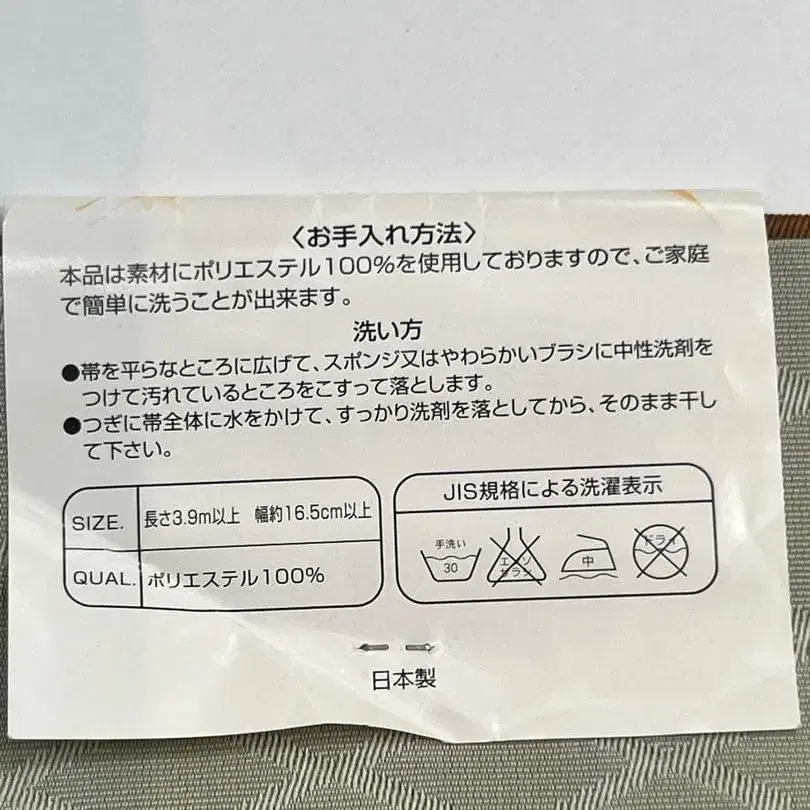 〈お手入れ方法〉
本品は素材にポリエステル100%を使用しておりますので、ご家庭
で簡単に洗うことが出来ます。
洗い方
●帯を平らなところに広げて、スポンジ又はやわらかいブラシに中性洗剤を
つけて汚れているところをこすって落とします。
●つぎに帯全体に水をかけて、すっかり洗剤を落としてから、そのまま干し
て下さい。
SIZE. 長さ3.9m以上 幅約16.5cm以上
QUAL. ポリエステル100%
JIS規格による洗濯表示
手洗い
30
エンソ
サラシ
中
ドライ
日本製